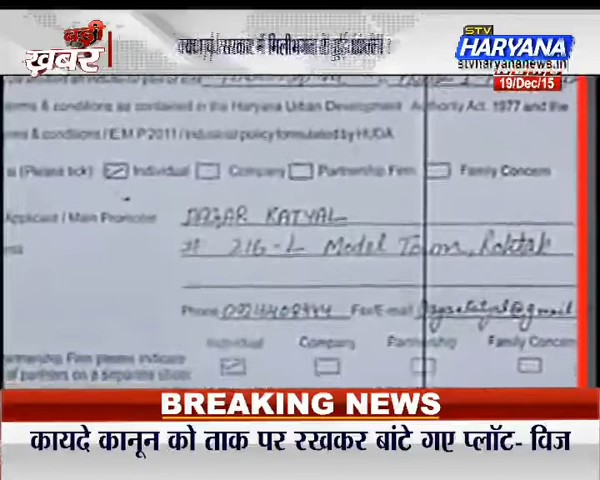 बड़ी
ख़बर
STV
HARYANA
NEWS
stvharyananews.in
19/Dec/15
terms & conditions as contained in the Haryana Urban Development Authority Act. 1977 and the
terms & conditions / E.M.P 2011 / Industrial policy formulated by HUDA
(Please tick) Individual Company Partnership Firm Family Concern
Applicant / Main Promoter
KATYAL
# 216-L Model Town, Rohtak
Phone Fax/E-mail
Individual Company Partnership Family Concern
Partnership Firm please indicate
of partners on a separate sheet
BREAKING NEWS
कायदे कानून को ताक पर रखकर बांटे गए प्लॉट- विज